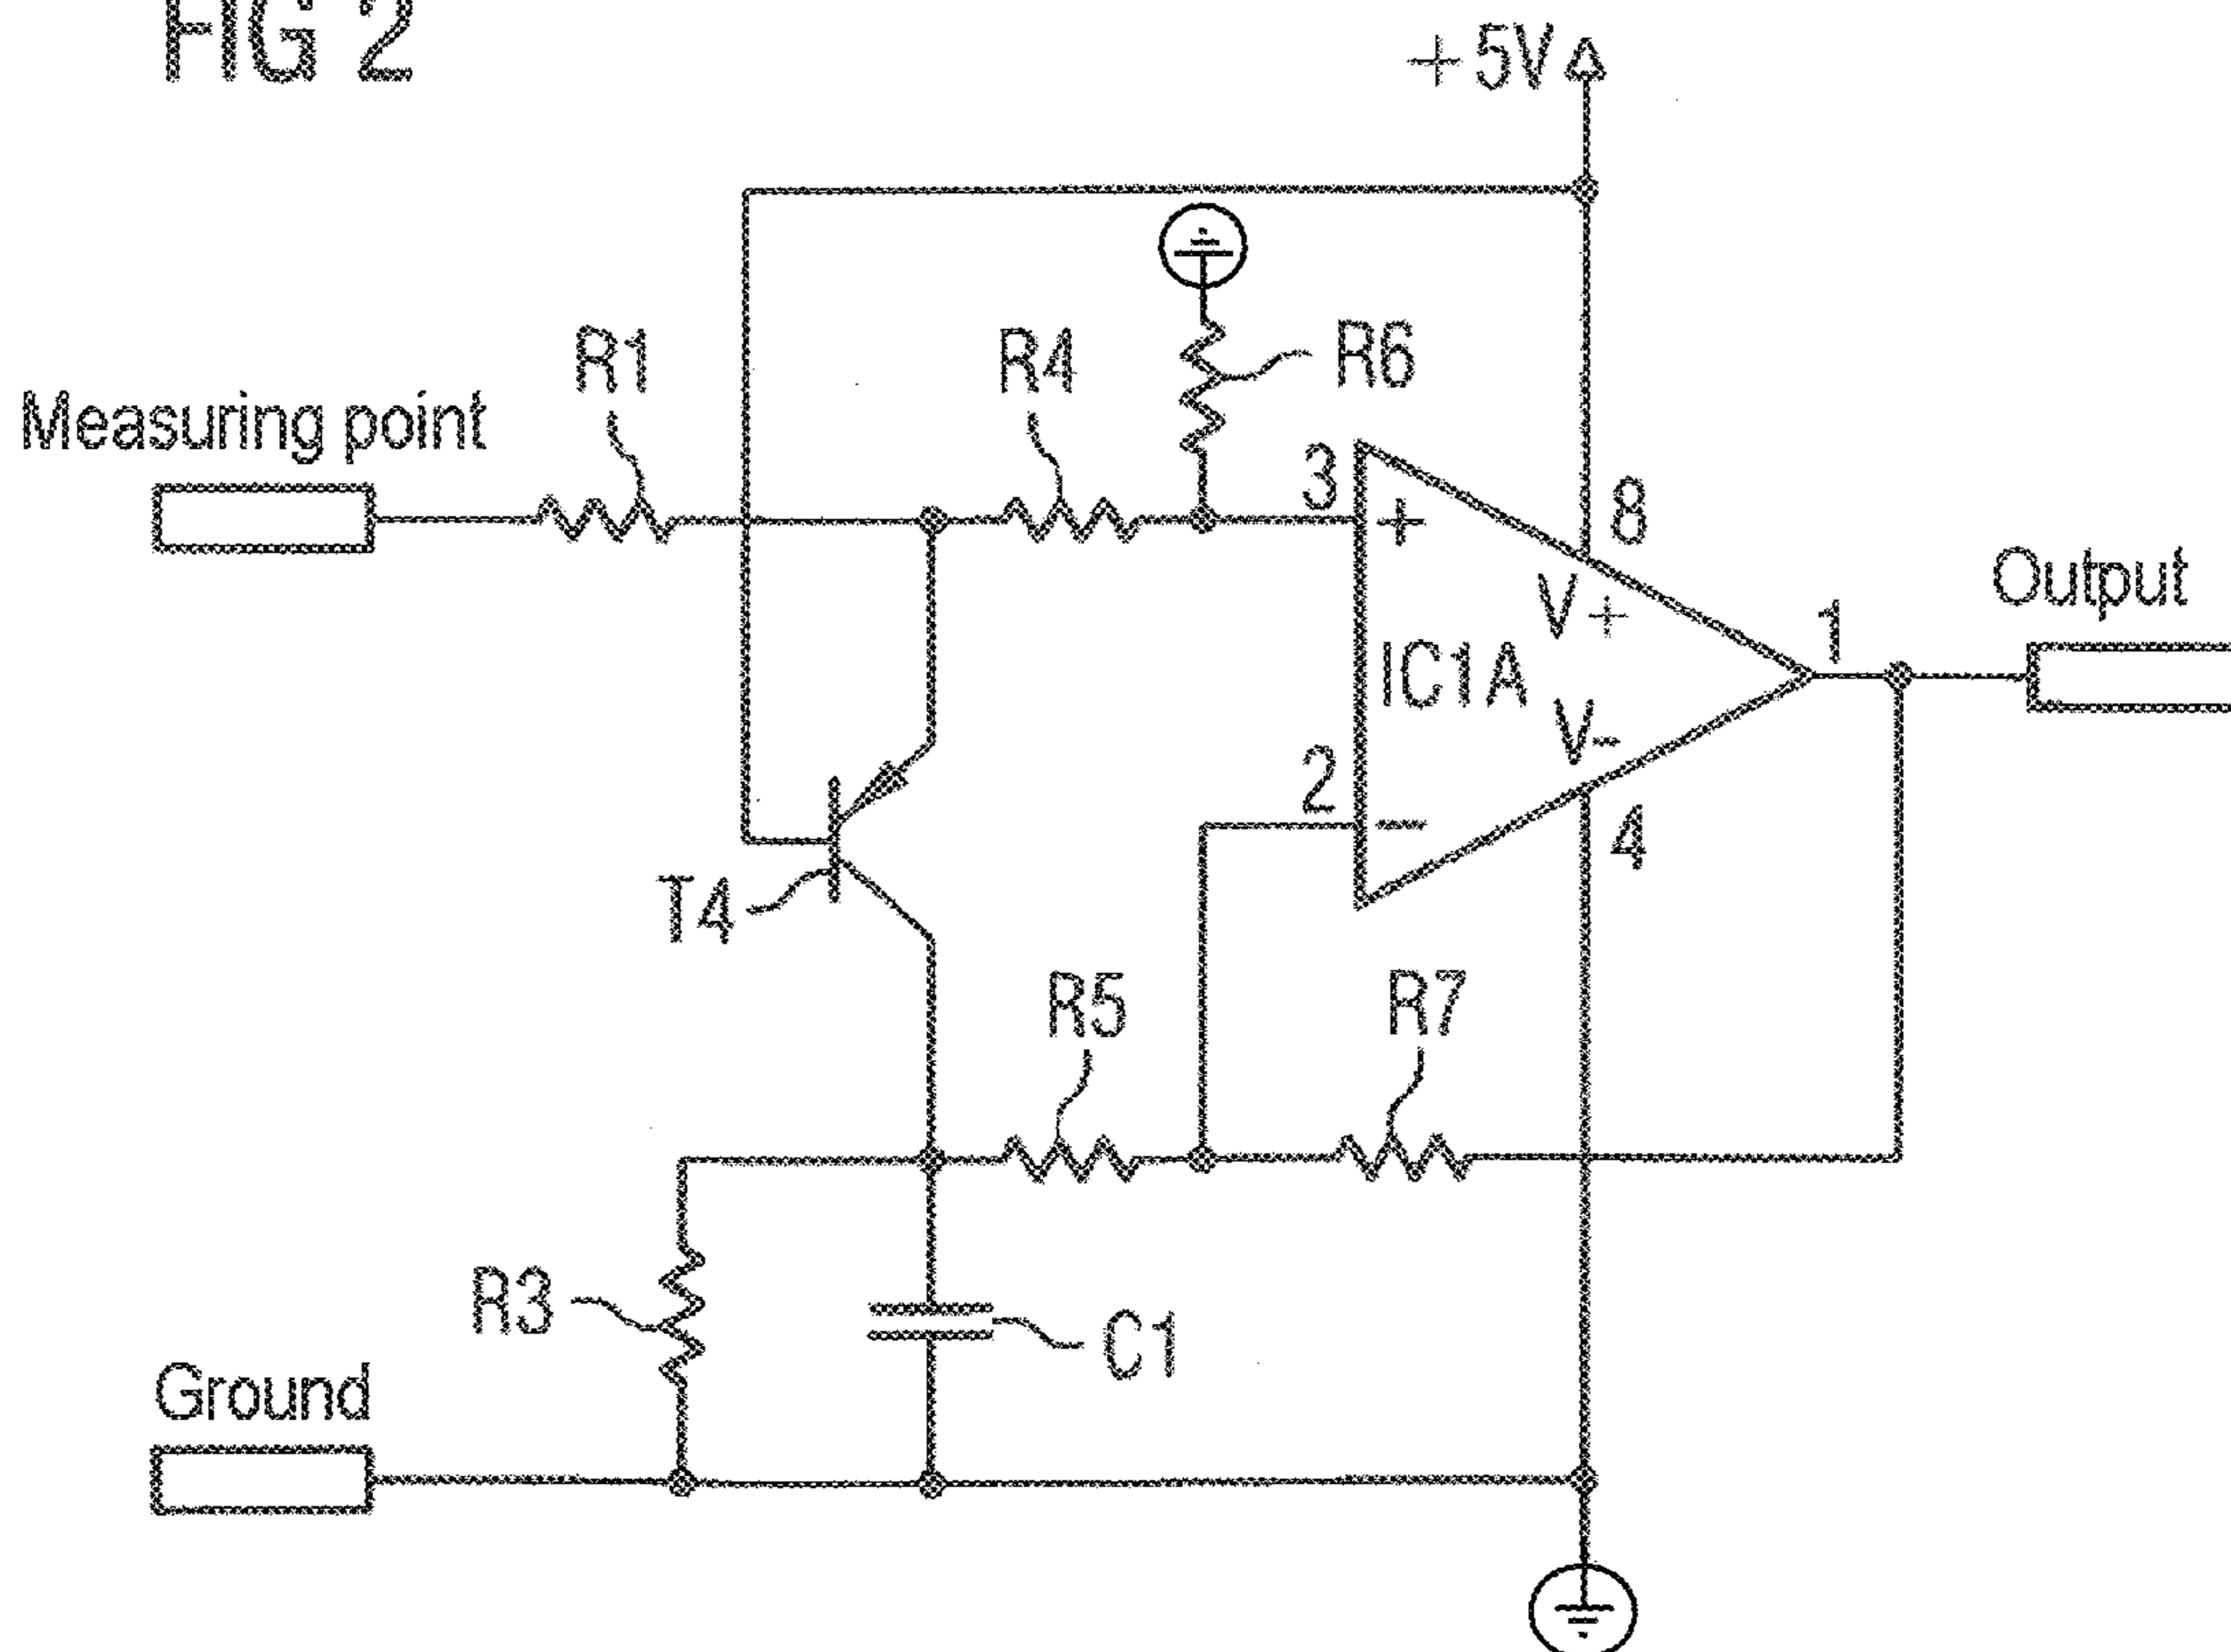 FIG 2
+5V
R1
R4
R6
Measuring point
3
+
8
V+
Output
1
IC1A
V-
2
-
4
T4
R5
R7
R3
C1
Ground